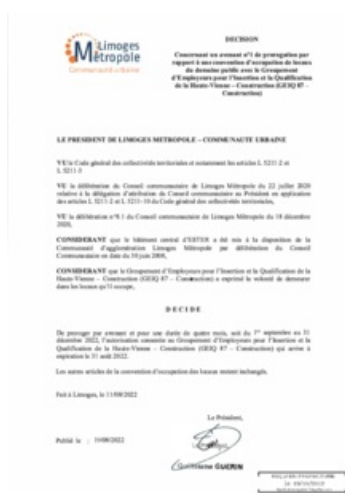 Limoges
Métropole
Communauté urbaine
DECISION
Concernant un avenant n°1 de prorogation par
rapport à une convention d'occupation de locaux
du domaine public avec le Groupement
d'Employeurs pour l'Insertion et la Qualification
de la Haute-Vienne – Construction (GEIQ 87 –
Construction)
LE PRESIDENT DE LIMOGES METROPOLE – COMMUNAUTE URBAINE
VU le Code général des collectivités territoriales et notamment les articles L 5211-2 et
L 5211-3
VU la délibération du Conseil communautaire de Limoges Métropole du 22 juillet 2020
relative à la délégation d'attribution du Conseil communautaire au Président en application
des articles L 5211-2 et L 5211-10 du Code général des collectivités territoriales,
VU la délibération n°6.1 du Conseil communautaire de Limoges Métropole du 18 décembre
2020,
CONSIDERANT que le bâtiment central d'ESTER a été mis à la disposition de la
Communauté d'agglomération Limoges Métropole par délibération du Conseil
Communautaire en date du 30 juin 2008,
CONSIDERANT que le Groupement d'Employeurs pour l'Insertion et la Qualification de la
Haute-Vienne – Construction (GEIQ 87 – Construction) a exprimé la volonté de demeurer
dans les locaux qu'il occupe,
DECIDE
De proroger par avenant et pour une durée de quatre mois, soit du 1er septembre au 31
décembre 2022, l'autorisation consentie au Groupement d'Employeurs pour l'Insertion et la
Qualification de la Haute-Vienne – Construction (GEIQ 87 – Construction) qui arrive à
expiration le 31 août 2022.
Les autres articles de la convention d'occupation des locaux restent inchangés.
Fait à Limoges, le 11/08/2022
Le Président,
Publié le :
Guillaume GUERIN